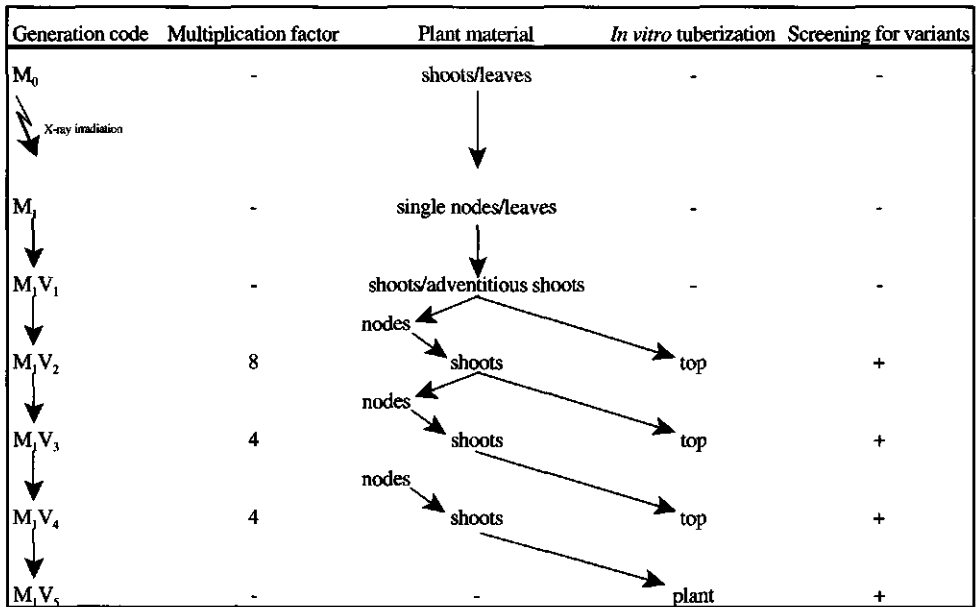 Generation code Multiplication factor Plant material In vitro tuberization Screening for variants
M₀ - shoots/leaves - -
X-ray irradiation
M₁ - single nodes/leaves - -
M₁V₁ - shoots/adventitious shoots - -
nodes
M₁V₂ 8 shoots top +
nodes
M₁V₃ 4 shoots top +
nodes
M₁V₄ 4 shoots top +
M₁V₅ - - plant +